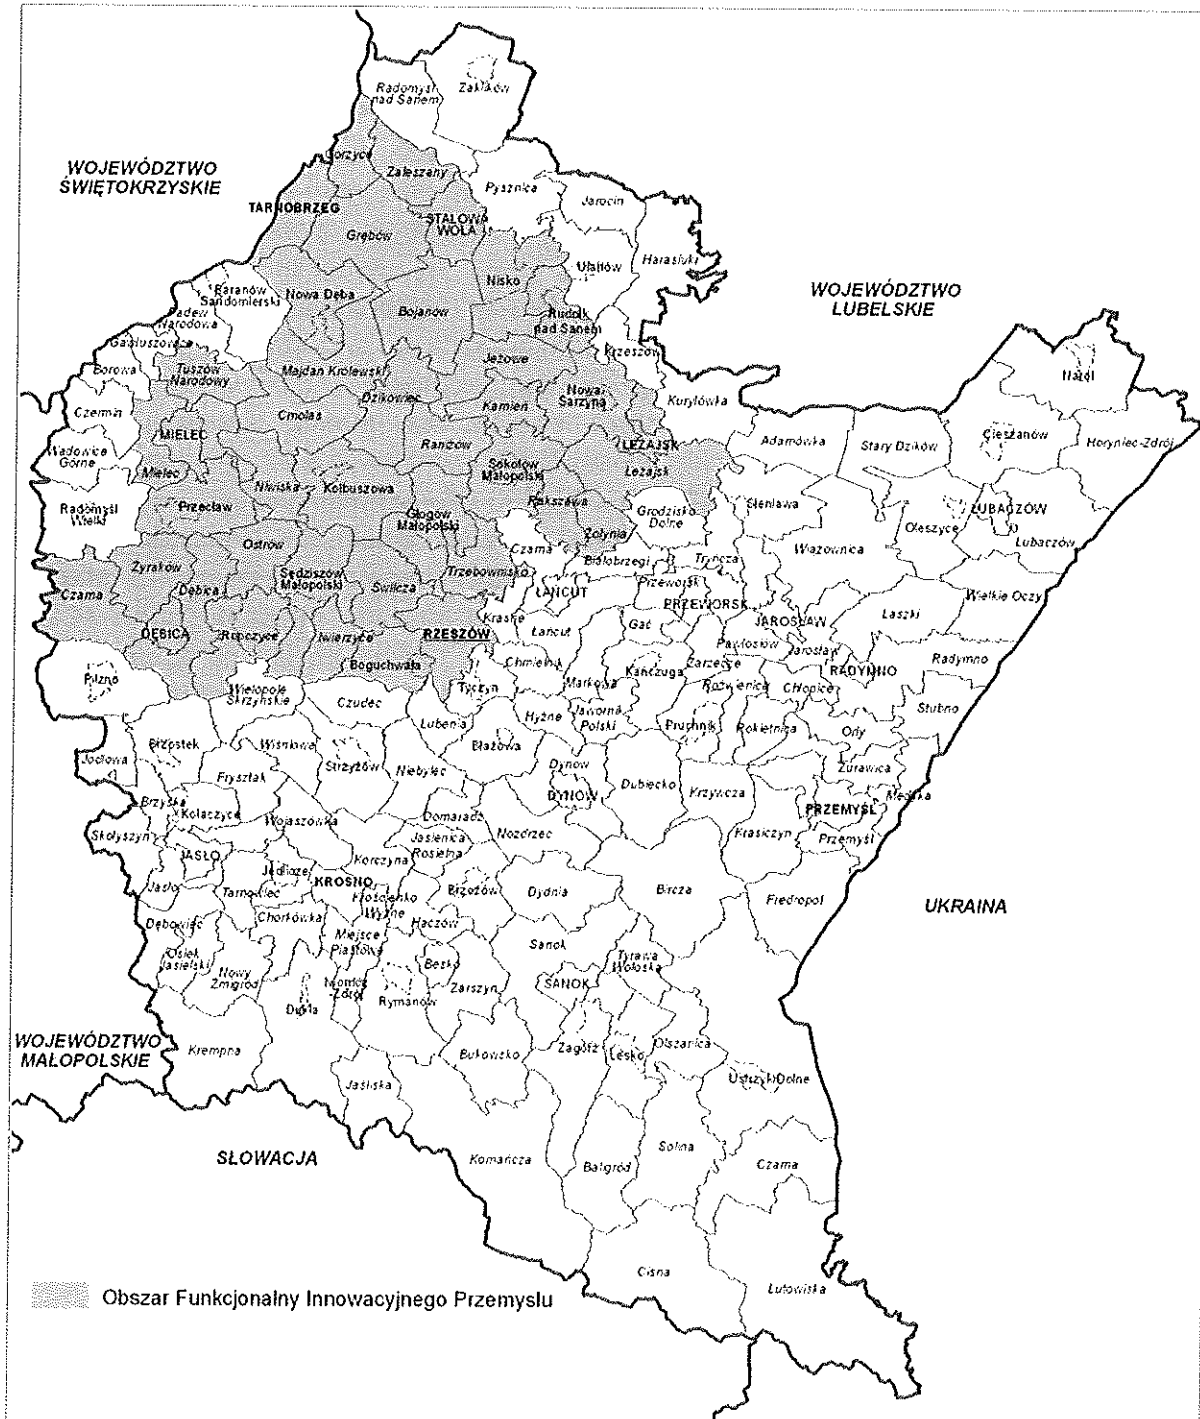 Radomyśl
nad Sanem
Zaklików
WOJEWÓDZTWO
ŚWIĘTOKRZYSKIE
Gorzyce
Zaleszany
Pysznica
Jarocin
TARNOBRZEG
STALOWA
WOLA
Grębów
Harasiuki
Ulanów
Nisko
Baranów
Sandomierski
Nowa Dęba
Bojanów
Rudnik
nad Sanem
WOJEWÓDZTWO
LUBELSKIE
Padew
Narodowa
Gawłuszowice
Krzeszów
Borowa
Tuszów
Narodowy
Majdan Królewski
Jeżowe
Narol
Dzikowiec
Nowa
Sarzyna
Kuryłówka
Czermin
Cmolas
Kamień
MIELEC
Raniżów
LEŻAJSK
Adamówka
Stary Dzików
Cieszanów
Horyniec-Zdrój
Wadowice
Górne
Mielec
Sokołów
Małopolski
Leżajsk
Niwiska
Kolbuszowa
Radomyśl
Wielki
Przecław
Rakszawa
Grodzisko
Dolne
Sieniawa
Głogów
Małopolski
Żołynia
Oleszyce
LUBACZÓW
Lubaczów
Ostrów
Czarna
Białobrzegi
Tryńcza
Wiązownica
Żyraków
Sędziszów
Małopolski
Świlcza
Trzebownisko
Przeworsk
Czarna
Dębica
ŁAŃCUT
PRZEWORSK
Wielkie Oczy
Laszki
DĘBICA
Ropczyce
Iwierzyce
RZESZÓW
Krasne
Łańcut
Gać
JAROSŁAW
Pawłosiów
Jarosław
Boguchwała
Chmielnik
Kańczuga
Zarzecze
RADYMNO
Radymno
Pilzno
Wielopole
Skrzyńskie
Tyczyn
Markowa
Roźwienica
Chłopice
Czudec
Lubenia
Hyżne
Jawornik
Polski
Pruchnik
Rokietnica
Stubno
Orły
Brzostek
Wiśniowa
Strzyżów
Błażowa
Jodłowa
Frysztak
Niebylec
Dynów
DYNÓW
Dubiecko
Krzywcza
Żurawica
Medyka
Brzyska
Kołaczyce
Wojaszówka
Domaradz
PRZEMYŚL
Skołyszyn
Nozdrzec
Krasiczyn
Przemyśl
Jasienica
Rosielna
JASŁO
Korczyna
Jedlicze
KROSNO
Jasło
Tarnowiec
Brzozów
Dydnia
Bircza
Fredropol
Krościenko
Wyżne
Chorkówka
Haczów
UKRAINA
Dębowiec
Miejsce
Piastowe
Sanok
Osiek
Jasielski
Besko
Tyrawa
Wołoska
Nowy
Żmigród
Zarszyn
SANOK
Dukla
Rymanów
WOJEWÓDZTWO
MAŁOPOLSKIE
Krempna
Bukowsko
Zagórz
Lesko
Olszanica
Jaśliska
Ustrzyki Dolne
SŁOWACJA
Komańcza
Solina
Baligród
Czarna
Cisna
Lutowiska
Obszar Funkcjonalny Innowacyjnego Przemysłu